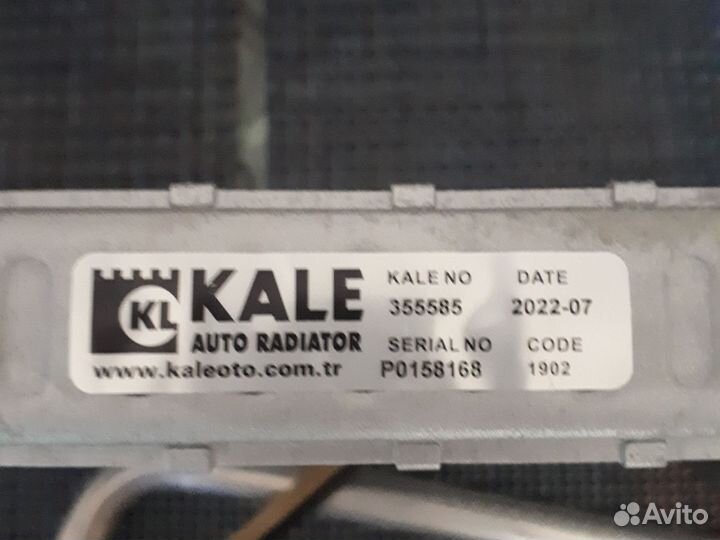 KL KALE
AUTO RADIATOR
www.kaleoto.com.tr
KALE NO DATE
355585 2022-07
SERIAL NO CODE
P0158168 1902
Avito